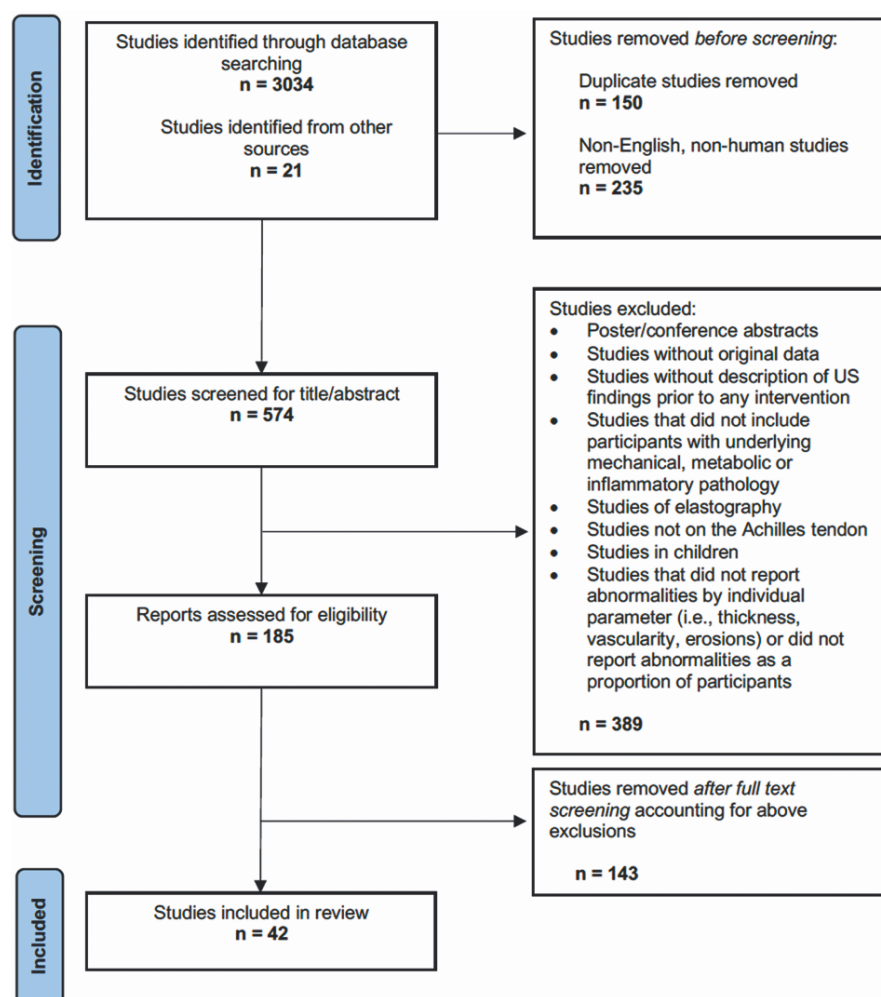 Identification
Studies identified through database
searching
n = 3034
Studies identified from other
sources
n = 21
Studies removed before screening:
Duplicate studies removed
n = 150
Non-English, non-human studies
removed
n = 235
Screening
Studies screened for title/abstract
n = 574
Studies excluded:
• Poster/conference abstracts
• Studies without original data
• Studies without description of US
findings prior to any intervention
• Studies that did not include
participants with underlying
mechanical, metabolic or
inflammatory pathology
• Studies of elastography
• Studies not on the Achilles tendon
• Studies in children
• Studies that did not report
abnormalities by individual
parameter (i.e., thickness,
vascularity, erosions) or did not
report abnormalities as a
proportion of participants
n = 389
Reports assessed for eligibility
n = 185
Studies removed after full text
screening accounting for above
exclusions
n = 143
Included
Studies included in review
n = 42